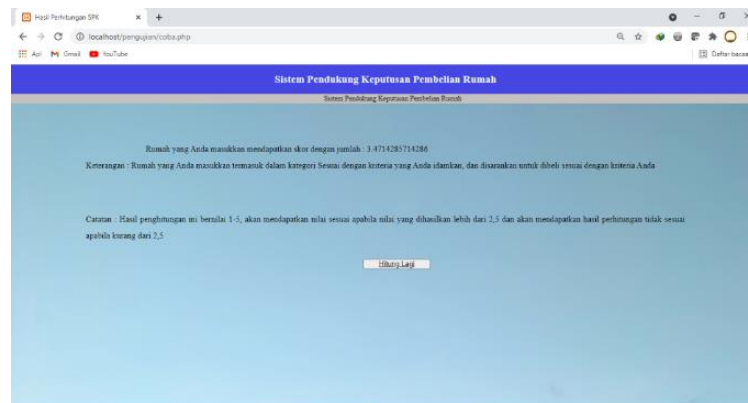 Hasil Perhitungan SPK
localhost/pengujian/coba.php
Apl Gmail YouTube Daftar bacaan
Sistem Pendukung Keputusan Pembelian Rumah
Sistem Pendukung Keputusan Pembelian Rumah
Rumah yang Anda masukkan mendapatkan skor dengan jumlah : 3.4714285714286
Keterangan : Rumah yang Anda masukkan termasuk dalam kategori Sesuai dengan kriteria yang Anda idamkan, dan disarankan untuk dibeli sesuai dengan kriteria Anda
Catatan : Hasil penghitungan ini bernilai 1-5, akan mendapatkan nilai sesuai apabila nilai yang dihasilkan lebih dari 2,5 dan akan mendapatkan hasil perhitungan tidak sesuai
apabila kurang dari 2,5
Hitung Lagi